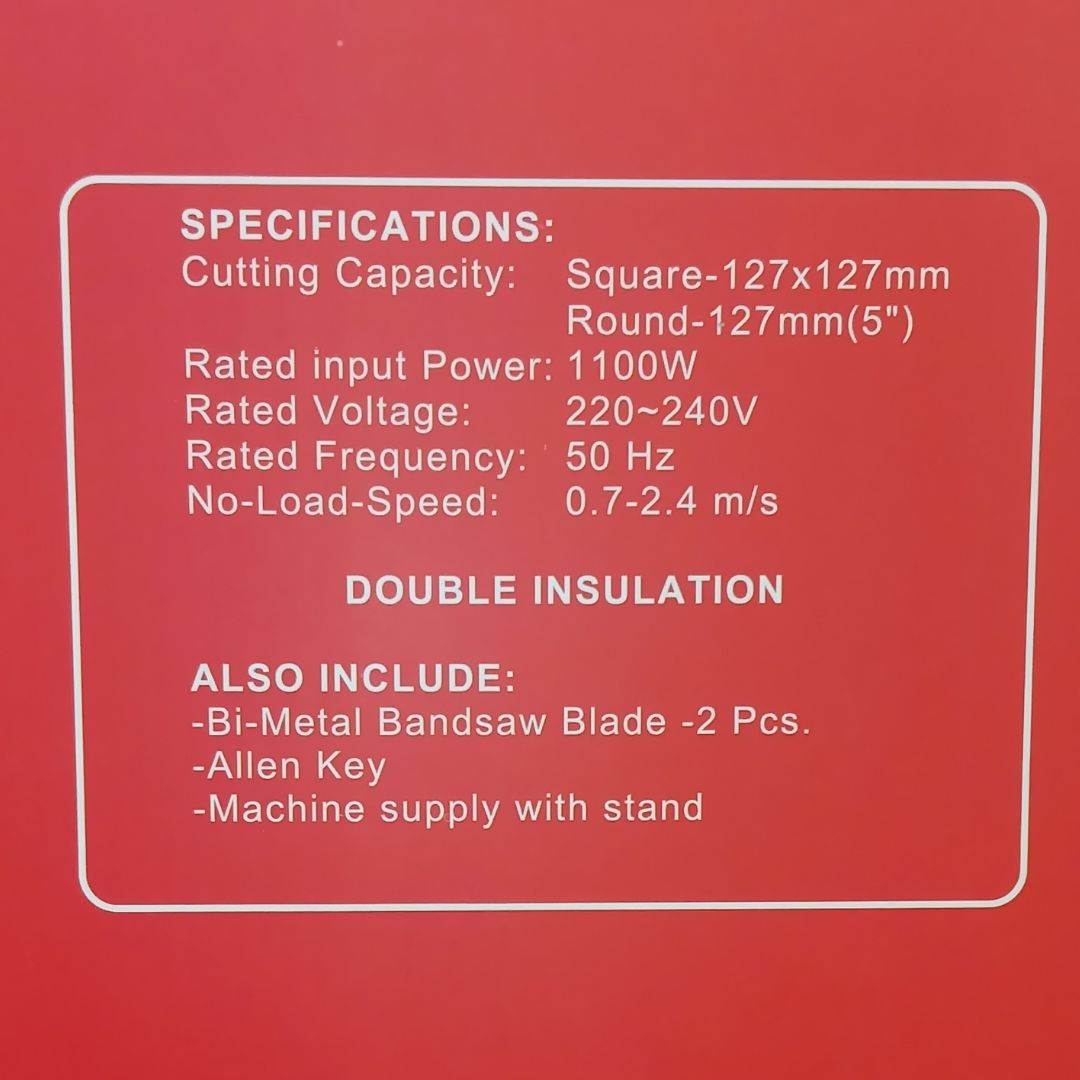 SPECIFICATIONS:
Cutting Capacity: Square-127x127mm
Round-127mm(5")
Rated input Power: 1100W
Rated Voltage: 220~240V
Rated Frequency: 50 Hz
No-Load-Speed: 0.7-2.4 m/s
DOUBLE INSULATION
ALSO INCLUDE:
-Bi-Metal Bandsaw Blade -2 Pcs.
-Allen Key
-Machine supply with stand